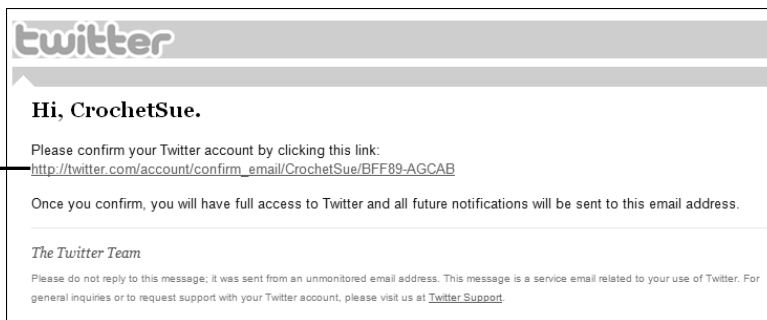 twitter
Hi, CrochetSue.
Please confirm your Twitter account by clicking this link:
http://twitter.com/account/confirm_email/CrochetSue/BFF89-AGCAB
Once you confirm, you will have full access to Twitter and all future notifications will be sent to this email address.
The Twitter Team
Please do not reply to this message; it was sent from an unmonitored email address. This message is a service email related to your use of Twitter. For
general inquiries or to request support with your Twitter account, please visit us at Twitter Support.